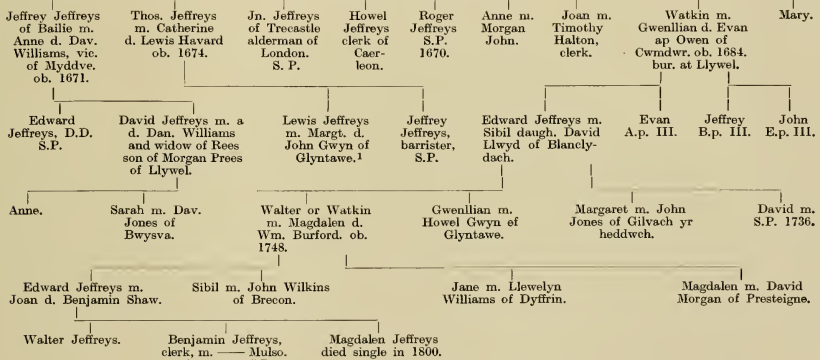 Jeffrey Jeffreys
of Bailie m.
Anne d. Dav.
Williams, vic.
of Myddve.
ob. 1671.
Thos. Jeffreys
m. Catherine
d. Lewis Havard
ob. 1674.
Jn. Jeffreys
of Trecastle
alderman of
London.
S. P.
Howel
Jeffreys
clerk of
Caer-
leon.
Roger
Jeffreys
S.P.
1670.
Anne m.
Morgan
John.
Joan m.
Timothy
Halton,
clerk.
Watkin m.
Gwenllian d. Evan
ap Owen of
Cwmdwr. ob. 1684.
bur. at Llywel.
Mary.
Edward
Jeffreys, D.D.
S.P.
David Jeffreys m. a
d. Dan. Williams
and widow of Rees
son of Morgan Prees
of Llywel.
Lewis Jeffreys
m. Margt. d.
John Gwyn of
Glyntawe.¹
Jeffrey
Jeffreys,
barrister,
S.P.
Edward Jeffreys m.
Sibil daugh. David
Llwyd of Blancly-
dach.
Evan
A.p. III.
Jeffrey
B.p. III.
John
E.p. III.
Anne.
Sarah m. Dav.
Jones of
Bwysva.
Walter or Watkin
m. Magdalen d.
Wm. Burford. ob.
1748.
Gwenllian m.
Howel Gwyn of
Glyntawe.
Margaret m. John
Jones of Gilvach yr
heddwch.
David m.
S.P. 1736.
Edward Jeffreys m.
Joan d. Benjamin Shaw.
Sibil m. John Wilkins
of Brecon.
Jane m. Llewelyn
Williams of Dyffrin.
Magdalen m. David
Morgan of Presteigne.
Walter Jeffreys.
Benjamin Jeffreys,
clerk, m. —— Mulso.
Magdalen Jeffreys
died single in 1800.